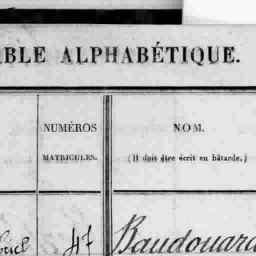 BLE ALPHABÉTIQUE.
NUMÉROS
MATRICULES.
NOM.
(Il doit être écrit en bâtarde.)
47 Baudouard